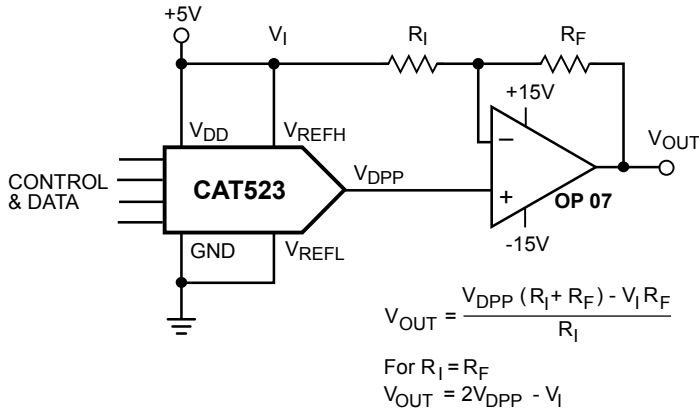 +5V
V_I R_I R_F
+15V
V_DD V_REFH
V_OUT
CONTROL
& DATA
CAT523
V_DPP
−
+
OP 07
GND V_REFL
-15V
V_OUT = V_DPP (R_I + R_F) - V_I R_F
R_I
For R_I = R_F
V_OUT = 2V_DPP - V_I